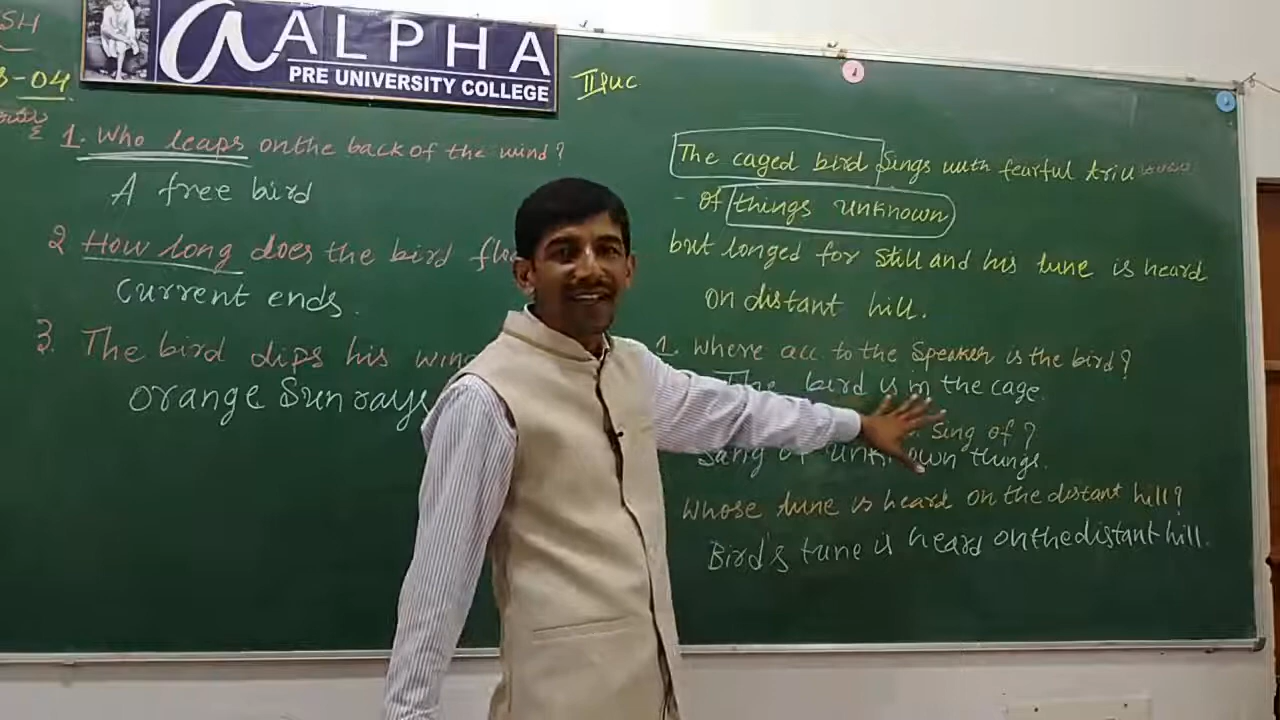 SH
-04
ALPHA
PRE UNIVERSITY COLLEGE
II PUC
1. Who leaps on the back of the wind?
A free bird
2 How long does the bird
Current ends.
3. The bird dips his
orange Sun rays
The caged bird Sings with fearful
- of things unknown
but longed for still and his tune is heard
on distant hill.
1. Where acc to the Speaker is the bird?
The bird is in the cage.
Sing of ?
Sang of unknown things.
Whose tune is heard on the distant hill?
Bird's tune is heard on the distant hill.